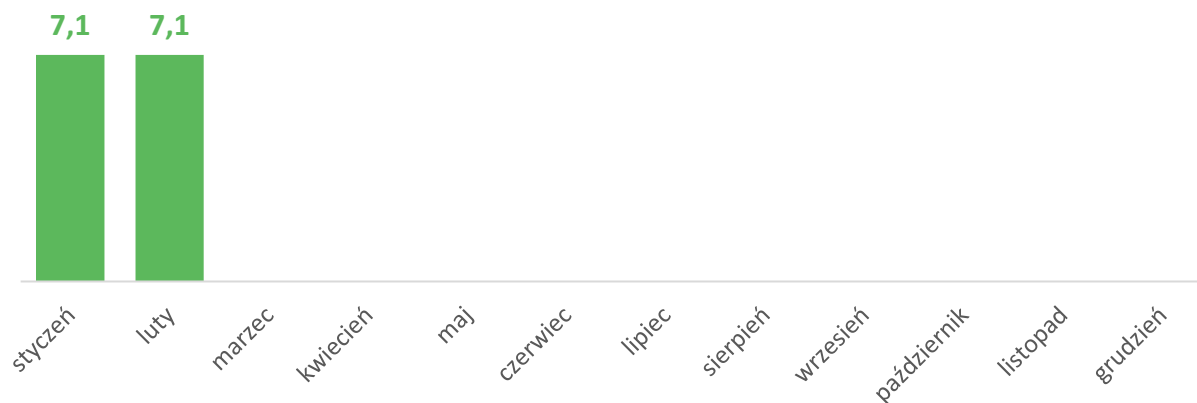 7,1 7,1
styczeń luty marzec kwiecień maj czerwiec lipiec sierpień wrzesień październik listopad grudzień